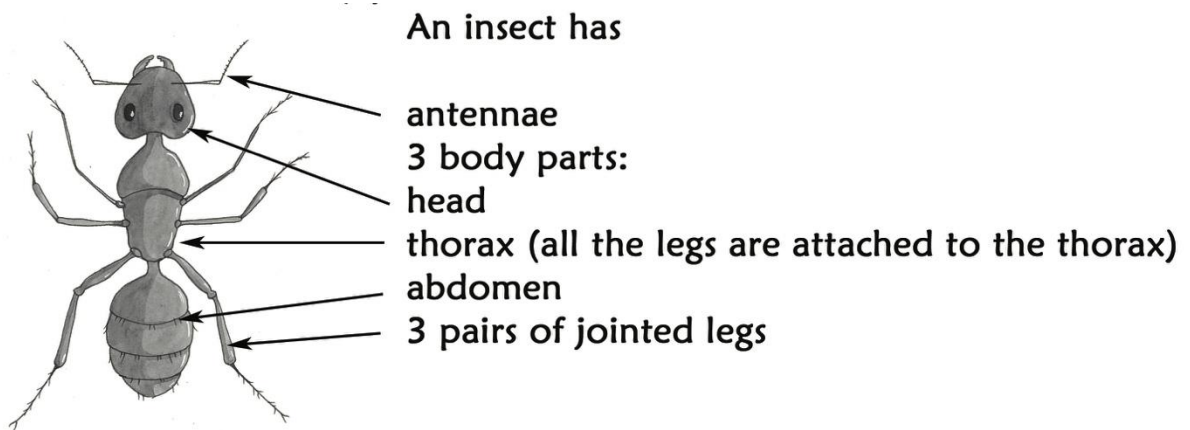 An insect has
antennae
3 body parts:
head
thorax (all the legs are attached to the thorax)
abdomen
3 pairs of jointed legs